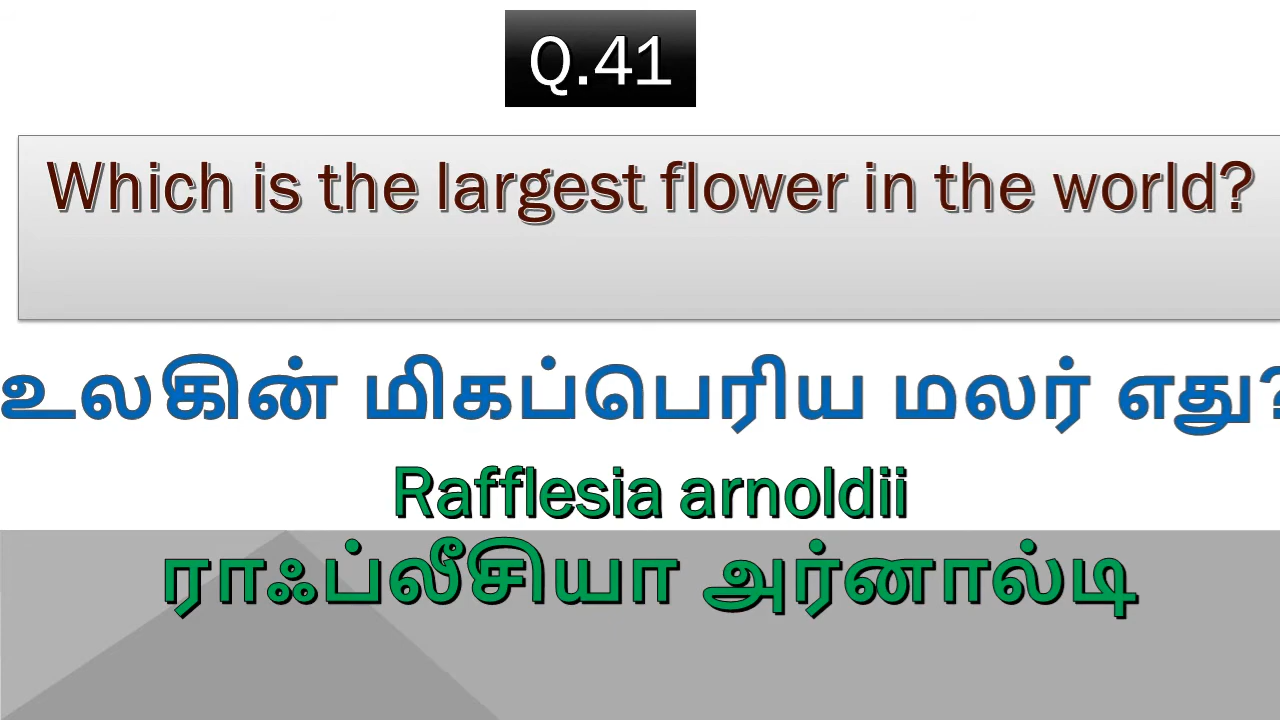 Q.41
Which is the largest flower in the world?
உலகின் மிகப்பெரிய மலர் எது?
Rafflesia arnoldii
ராஃப்லீசியா அர்னால்டி